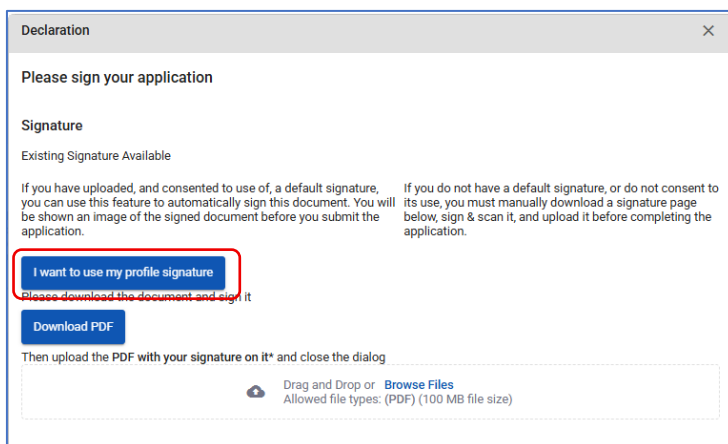 Declaration
Please sign your application
Signature
Existing Signature Available
If you have uploaded, and consented to use of, a default signature,
you can use this feature to automatically sign this document. You will
be shown an image of the signed document before you submit the
application.
If you do not have a default signature, or do not consent to
its use, you must manually download a signature page
below, sign & scan it, and upload it before completing the
application.
I want to use my profile signature
Please download the document and sign it
Download PDF
Then upload the PDF with your signature on it* and close the dialog
Drag and Drop or Browse Files
Allowed file types: (PDF) (100 MB file size)